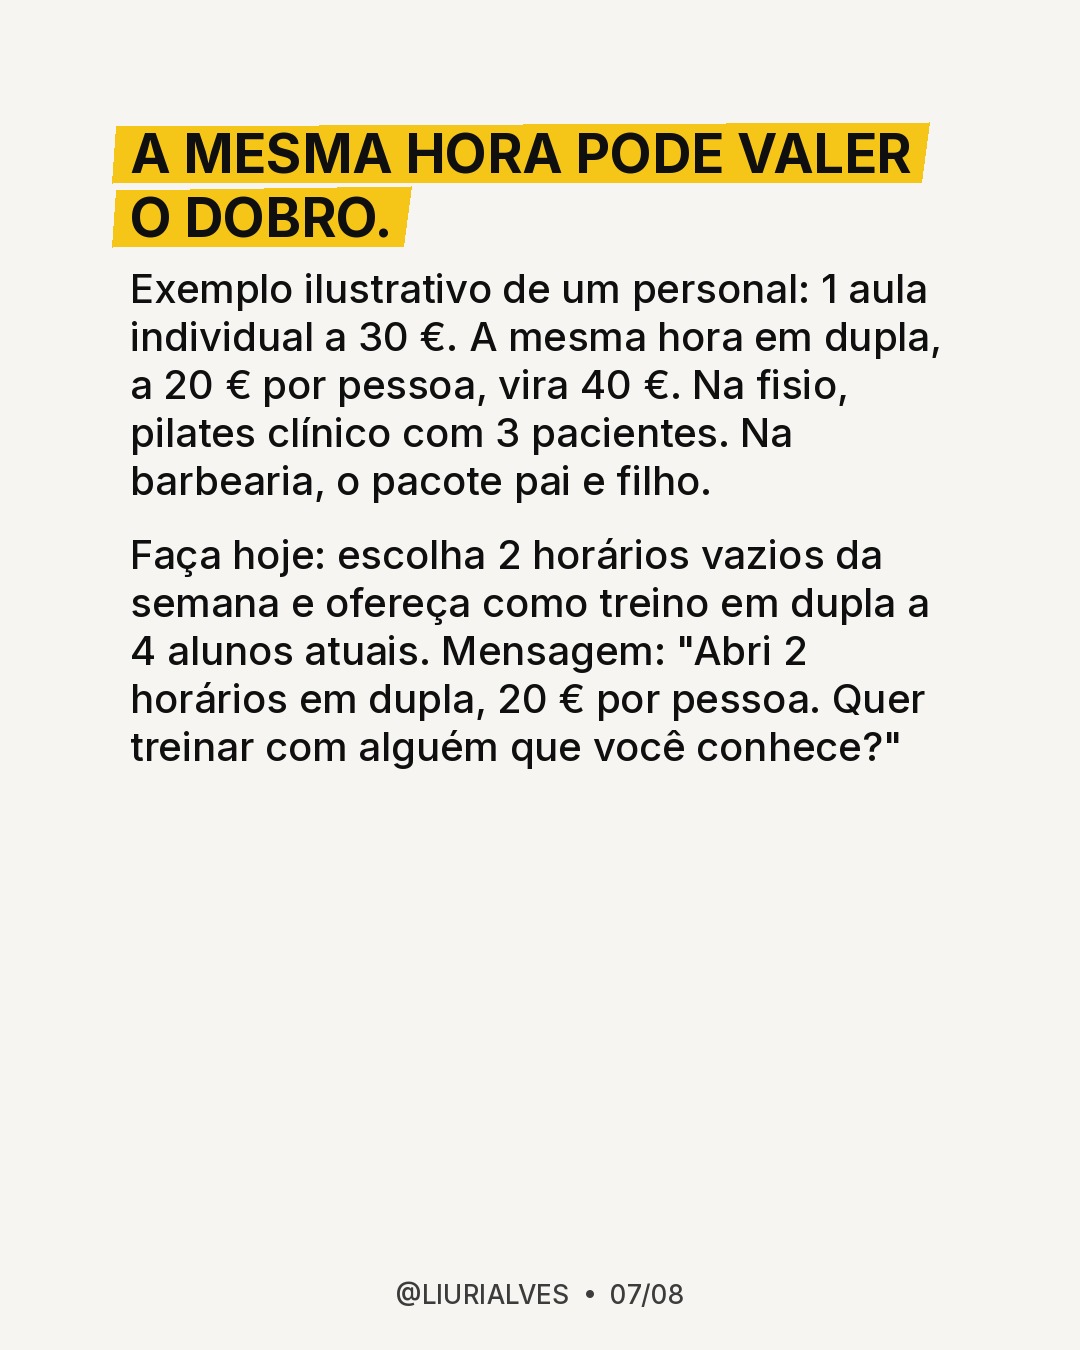 A MESMA HORA PODE VALER
O DOBRO.
Exemplo ilustrativo de um personal: 1 aula
individual a 30 €. A mesma hora em dupla,
a 20 € por pessoa, vira 40 €. Na fisio,
pilates clínico com 3 pacientes. Na
barbearia, o pacote pai e filho.
Faça hoje: escolha 2 horários vazios da
semana e ofereça como treino em dupla a
4 alunos atuais. Mensagem: "Abri 2
horários em dupla, 20 € por pessoa. Quer
treinar com alguém que você conhece?"
@LIURIALVES • 07/08